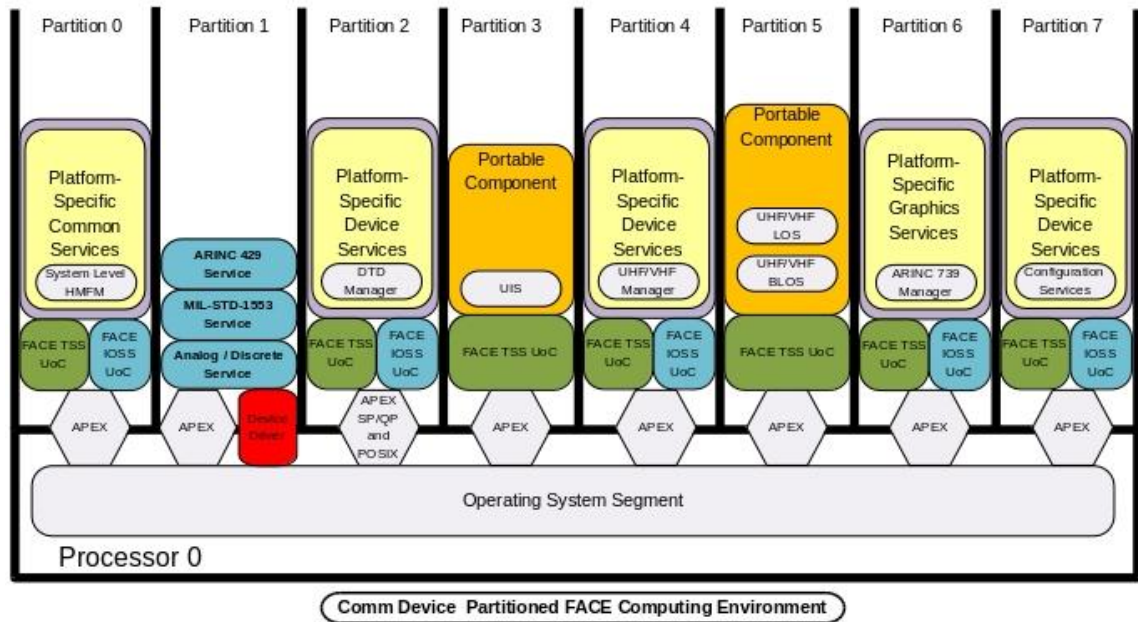 Partition 0
Partition 1
Partition 2
Partition 3
Partition 4
Partition 5
Partition 6
Partition 7
Platform-
Specific
Common
Services
System Level
HMFM
FACE TSS
UoC
FACE
IOSS
UoC
APEX
ARINC 429
Service
MIL-STD-1553
Service
Analog / Discrete
Service
APEX
Device
Driver
Platform-
Specific
Device
Services
DTD
Manager
FACE TSS
UoC
FACE
IOSS
UoC
APEX
SP/QP
and
POSIX
Portable
Component
UIS
FACE TSS UoC
APEX
Platform-
Specific
Device
Services
UHF/VHF
Manager
FACE TSS
UoC
FACE
IOSS
UoC
APEX
Portable
Component
UHF/VHF
LOS
UHF/VHF
BLOS
FACE TSS UoC
APEX
Platform-
Specific
Graphics
Services
ARINC 739
Manager
FACE TSS
UoC
FACE
IOSS
UoC
APEX
Platform-
Specific
Device
Services
Configuration
Services
FACE TSS
UoC
FACE
IOSS
UoC
APEX
Operating System Segment
Processor 0
Comm Device Partitioned FACE Computing Environment